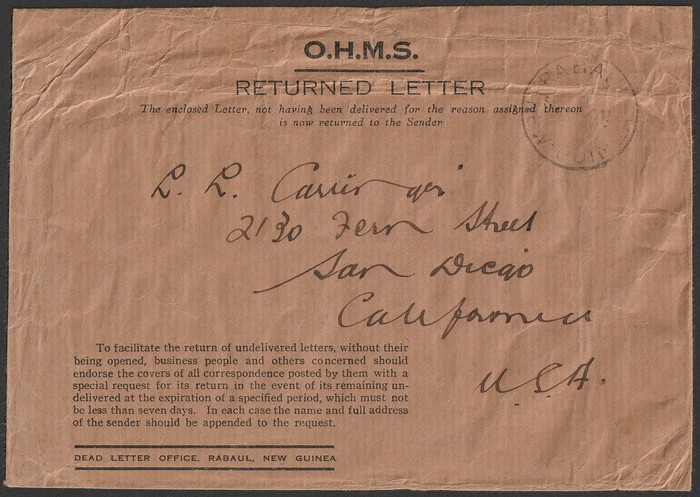 O.H.M.S.
RETURNED LETTER
The enclosed Letter, not having been delivered for the reason assigned thereon
is now returned to the Sender
RABAUL
L. L. Carringer
2130 Fern Street
San Diego
California
U.S.A.
To facilitate the return of undelivered letters, without their
being opened, business people and others concerned should
endorse the covers of all correspondence posted by them with a
special request for its return in the event of its remaining un-
delivered at the expiration of a specified period, which must not
be less than seven days. In each case the name and full address
of the sender should be appended to the request.
DEAD LETTER OFFICE, RABAUL, NEW GUINEA